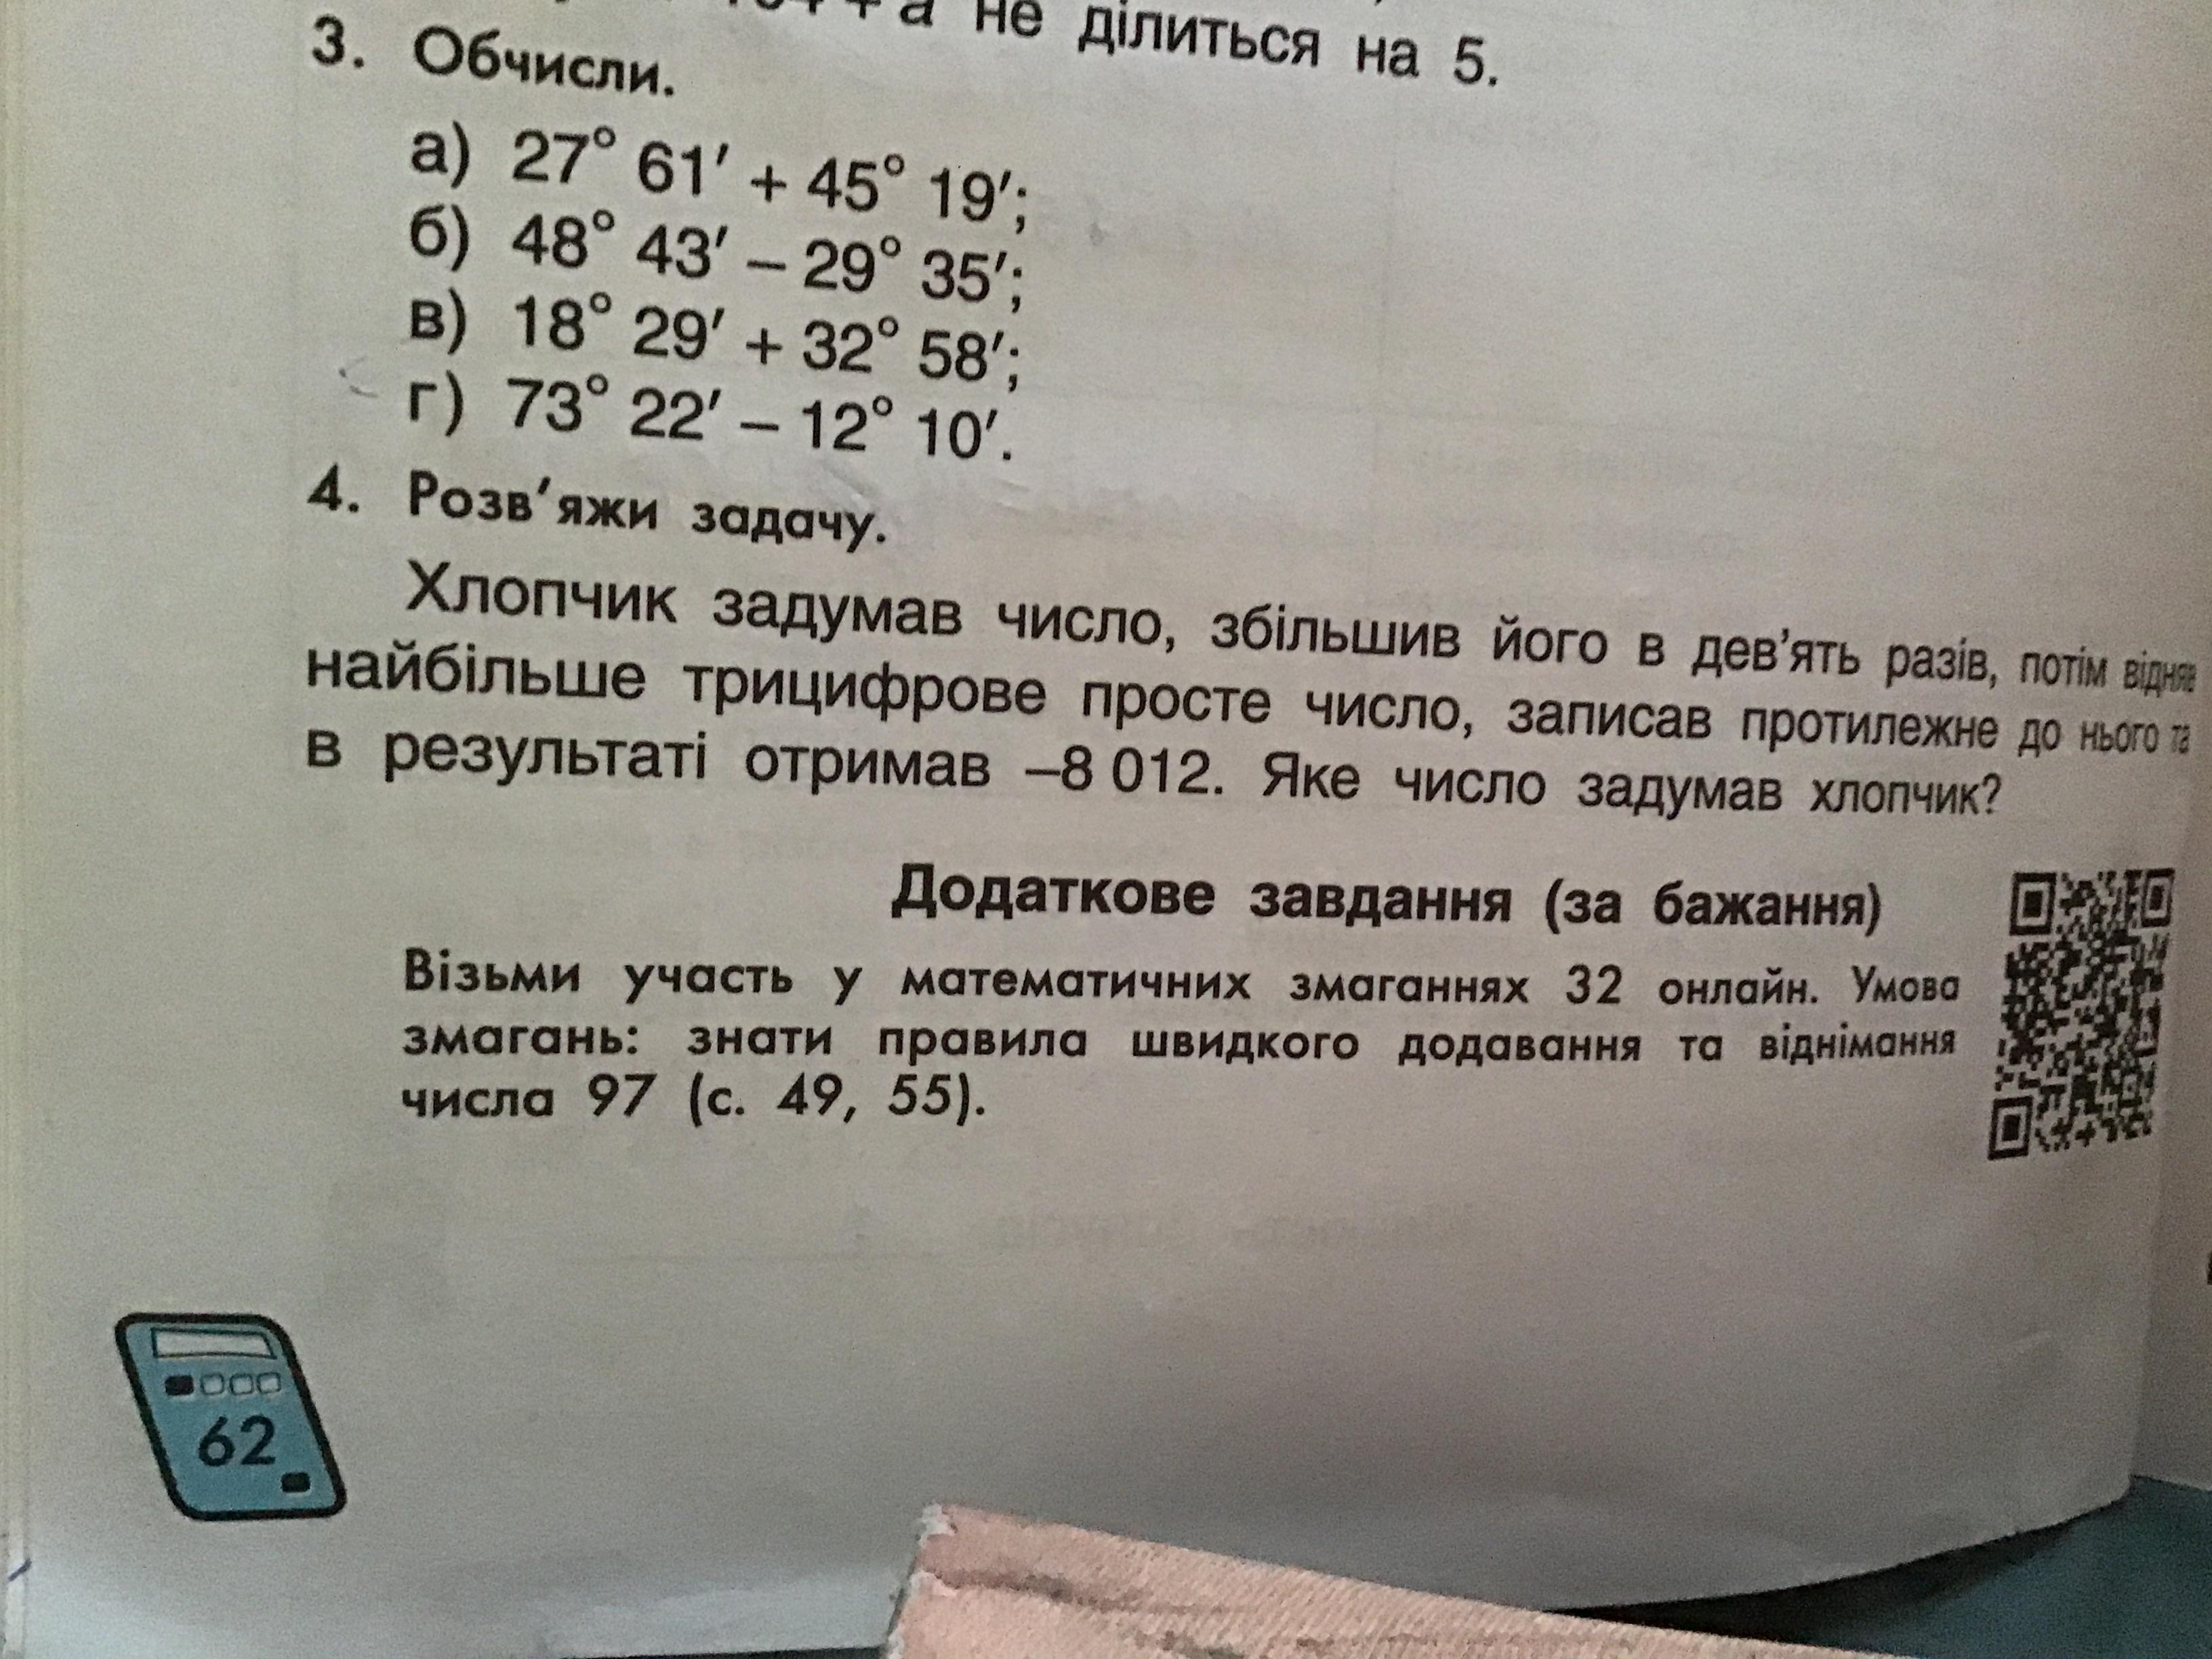 + a не ділиться на 5.
3. Обчисли.
а) 27° 61′ + 45° 19′;
б) 48° 43′ – 29° 35′;
в) 18° 29′ + 32° 58′;
г) 73° 22′ – 12° 10′.
4. Розв’яжи задачу.
Хлопчик задумав число, збільшив його в дев’ять разів, потім відняв
найбільше трицифрове просте число, записав протилежне до нього та
в результаті отримав –8 012. Яке число задумав хлопчик?
Додаткове завдання (за бажання)
Візьми участь у математичних змаганнях 32 онлайн. Умова
змагань: знати правила швидкого додавання та віднімання
числа 97 (с. 49, 55).
62